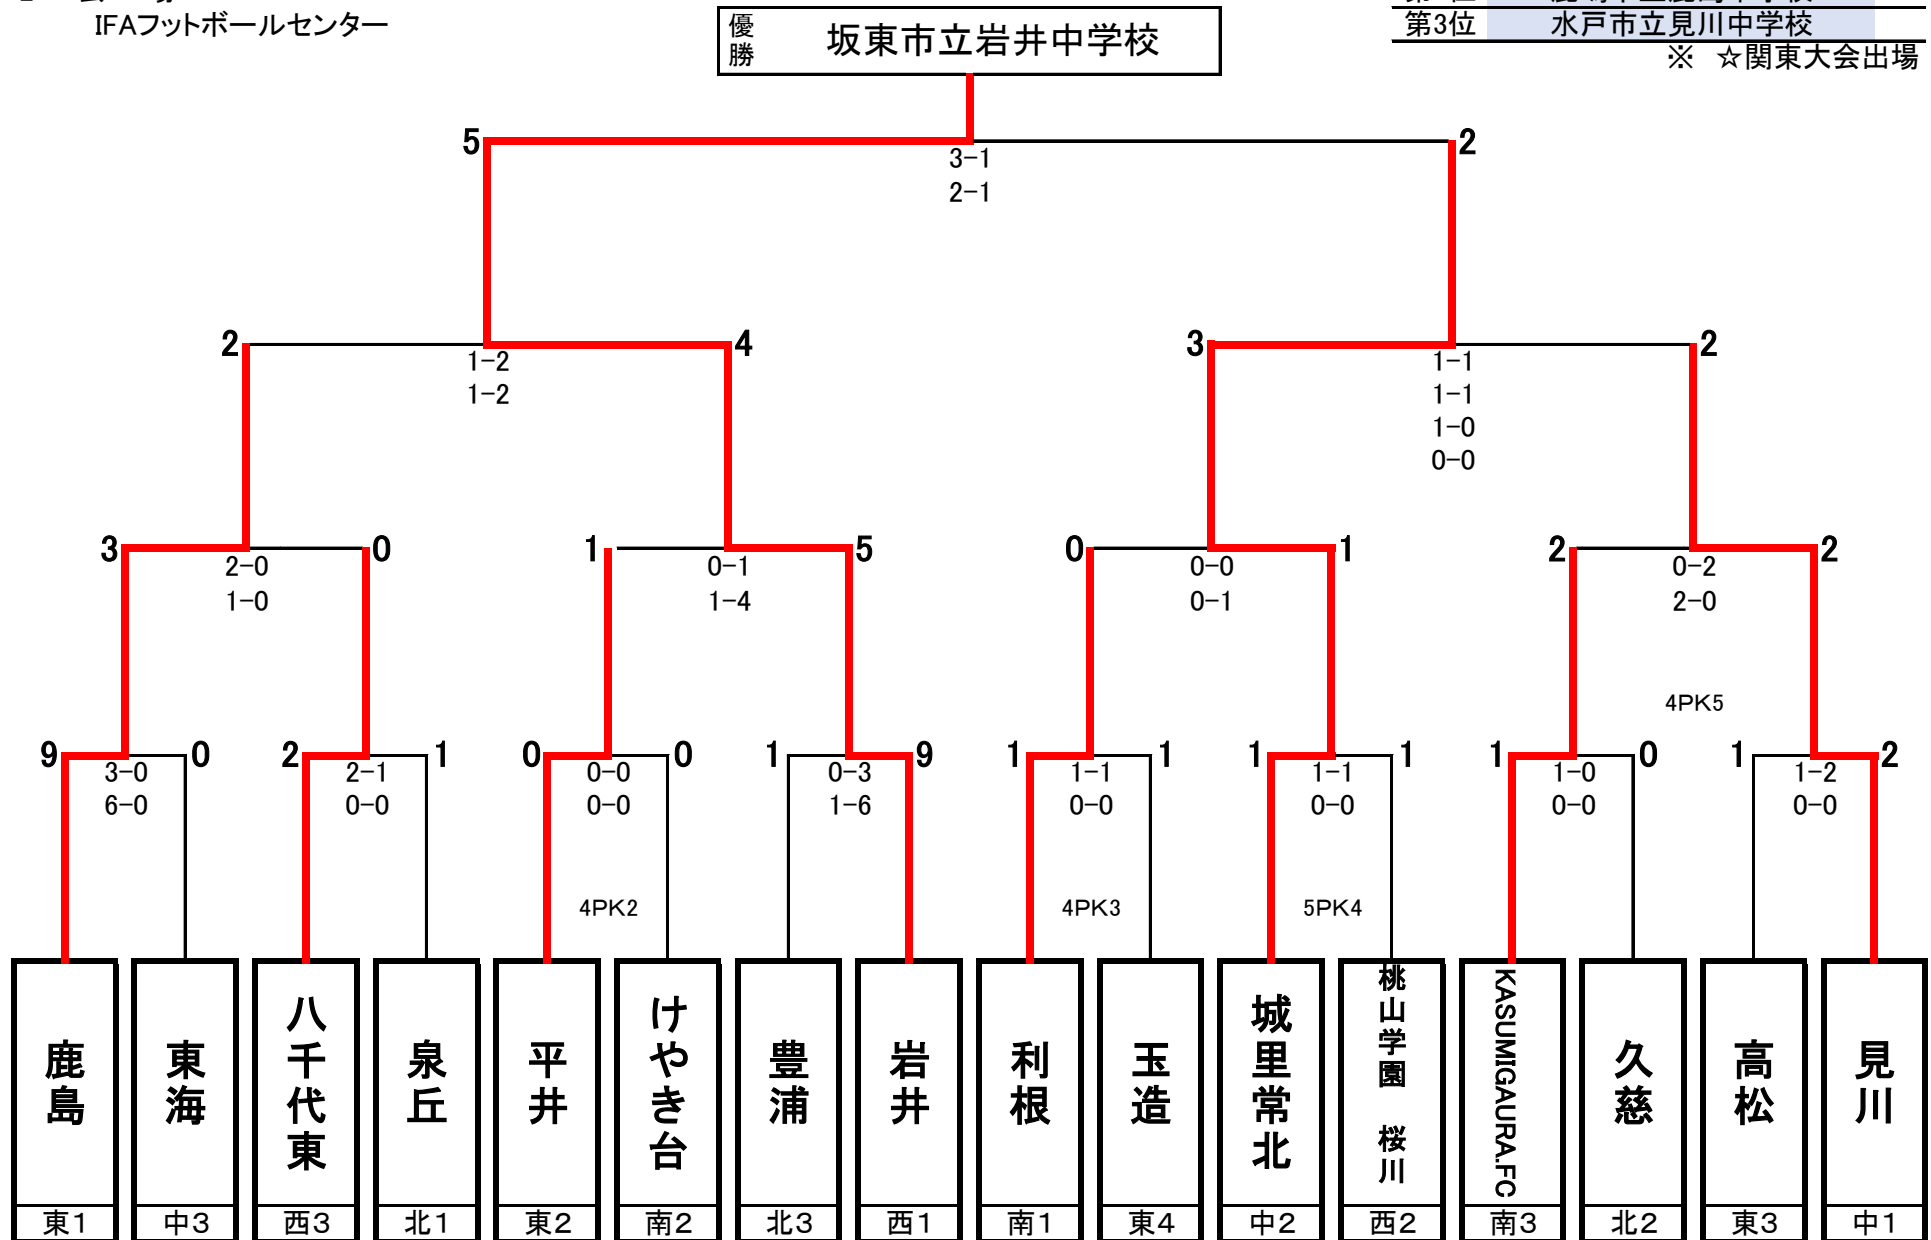 IFAフットボールセンター
優勝 坂東市立岩井中学校
第3位 水戸市立見川中学校
※ ☆関東大会出場
5 2
3-1
2-1
2 4 3 2
1-2 1-1
1-2 1-1
1-0
0-0
3 0 1 5 0 1 2 2
2-0 0-1 0-0 0-2
1-0 1-4 0-1 2-0
4PK5
9 0 2 1 0 0 1 9 1 1 1 1 1 0 1 2
3-0 2-1 0-0 0-3 1-1 1-1 1-0 1-2
6-0 0-0 0-0 1-6 0-0 0-0 0-0 0-0
4PK2 4PK3 5PK4
鹿島
東海
八千代東
泉丘
平井
けやき台
豊浦
岩井
利根
玉造
城里常北
桃山学園 桜川
KASUMIGAURA.FC
久慈
高松
見川
東1 中3 西3 北1 東2 南2 北3 西1 南1 東4 中2 西2 南3 北2 東3 中1